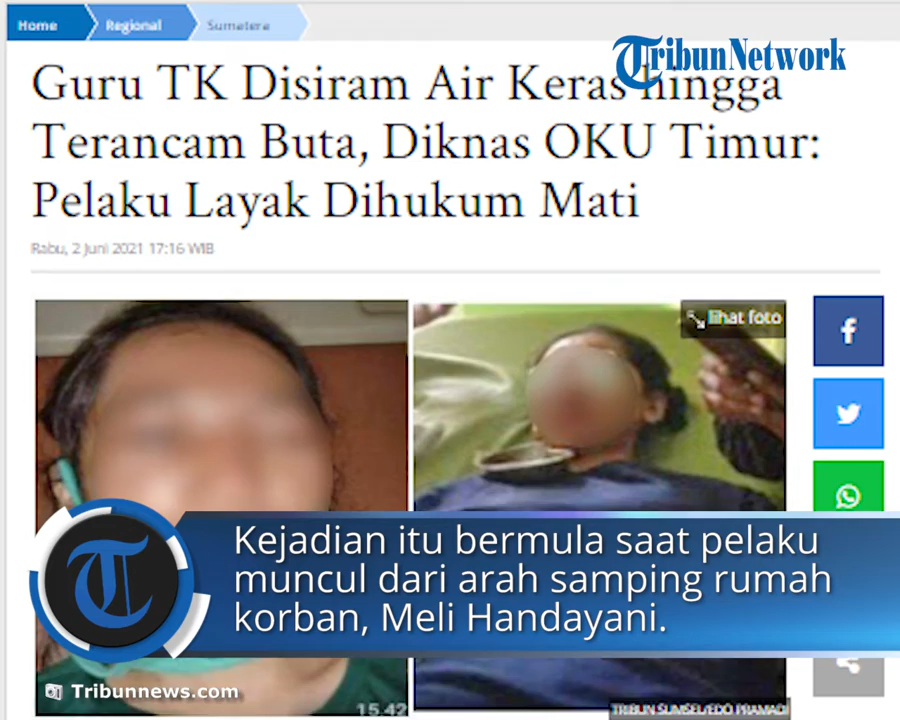 Home Regional Sumatera
TribunNetwork
Guru TK Disiram Air Keras hingga
Terancam Buta, Diknas OKU Timur:
Pelaku Layak Dihukum Mati
Rabu, 2 Juni 2021 17:16 WIB
lihat foto
Kejadian itu bermula saat pelaku
muncul dari arah samping rumah
korban, Meli Handayani.
Tribunnews.com
15.42
TRIBUN SUMSEL/EDO PRAMADI